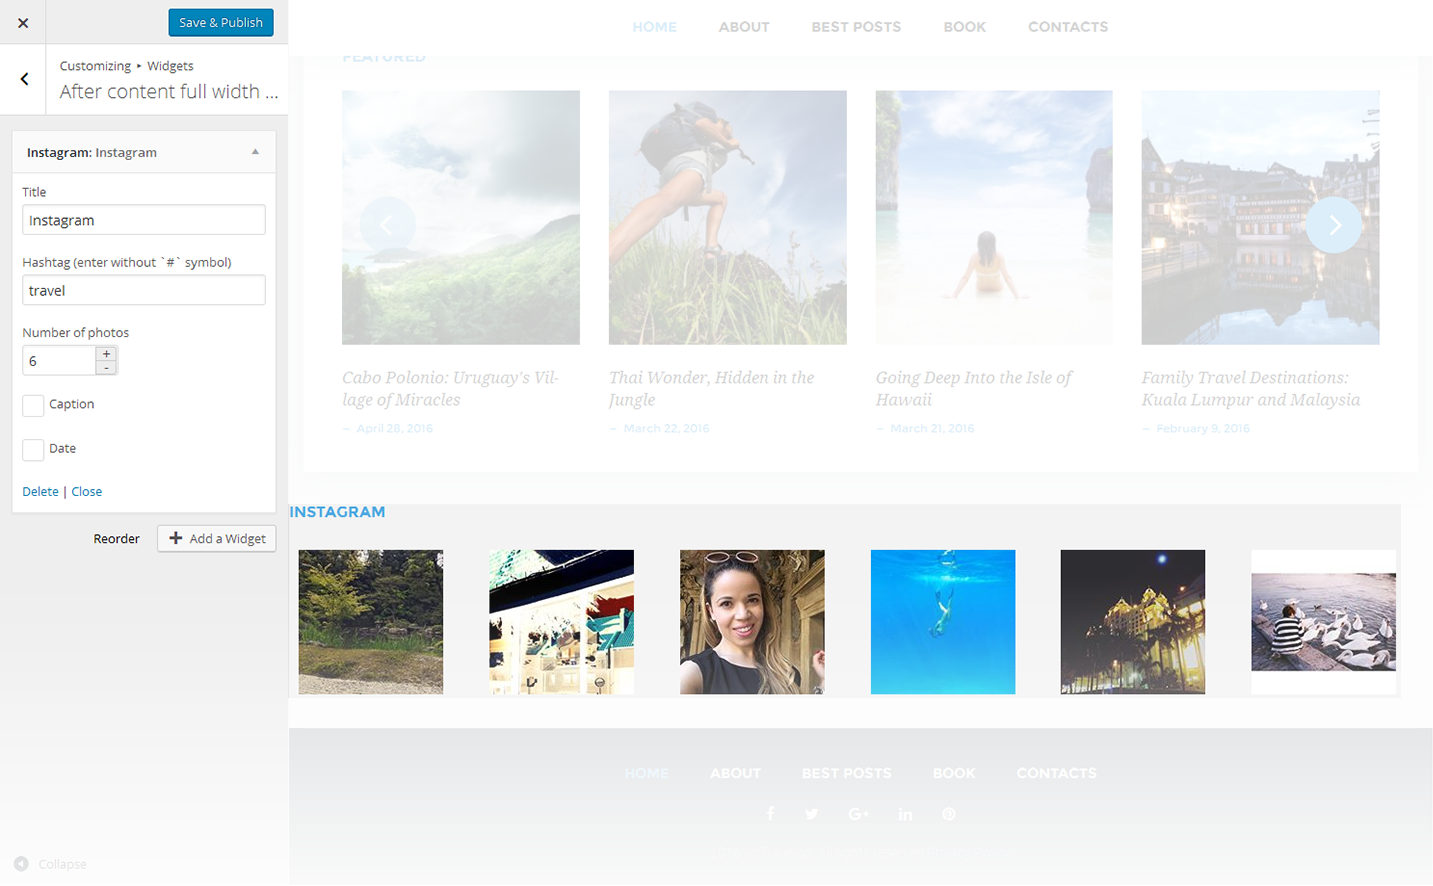 Save & Publish
Customizing ▸ Widgets
After content full width ...
Instagram: Instagram
Title
Instagram
Hashtag (enter without `#` symbol)
travel
Number of photos
6
+
-
Caption
Date
Delete | Close
Reorder
Add a Widget
Collapse
HOME ABOUT BEST POSTS BOOK CONTACTS
FEATURED
Cabo Polonio: Uruguay's Vil-
lage of Miracles
– April 28, 2016
Thai Wonder, Hidden in the
Jungle
– March 22, 2016
Going Deep Into the Isle of
Hawaii
– March 21, 2016
Family Travel Destinations:
Kuala Lumpur and Malaysia
– February 9, 2016
INSTAGRAM
HOME ABOUT BEST POSTS BOOK CONTACTS